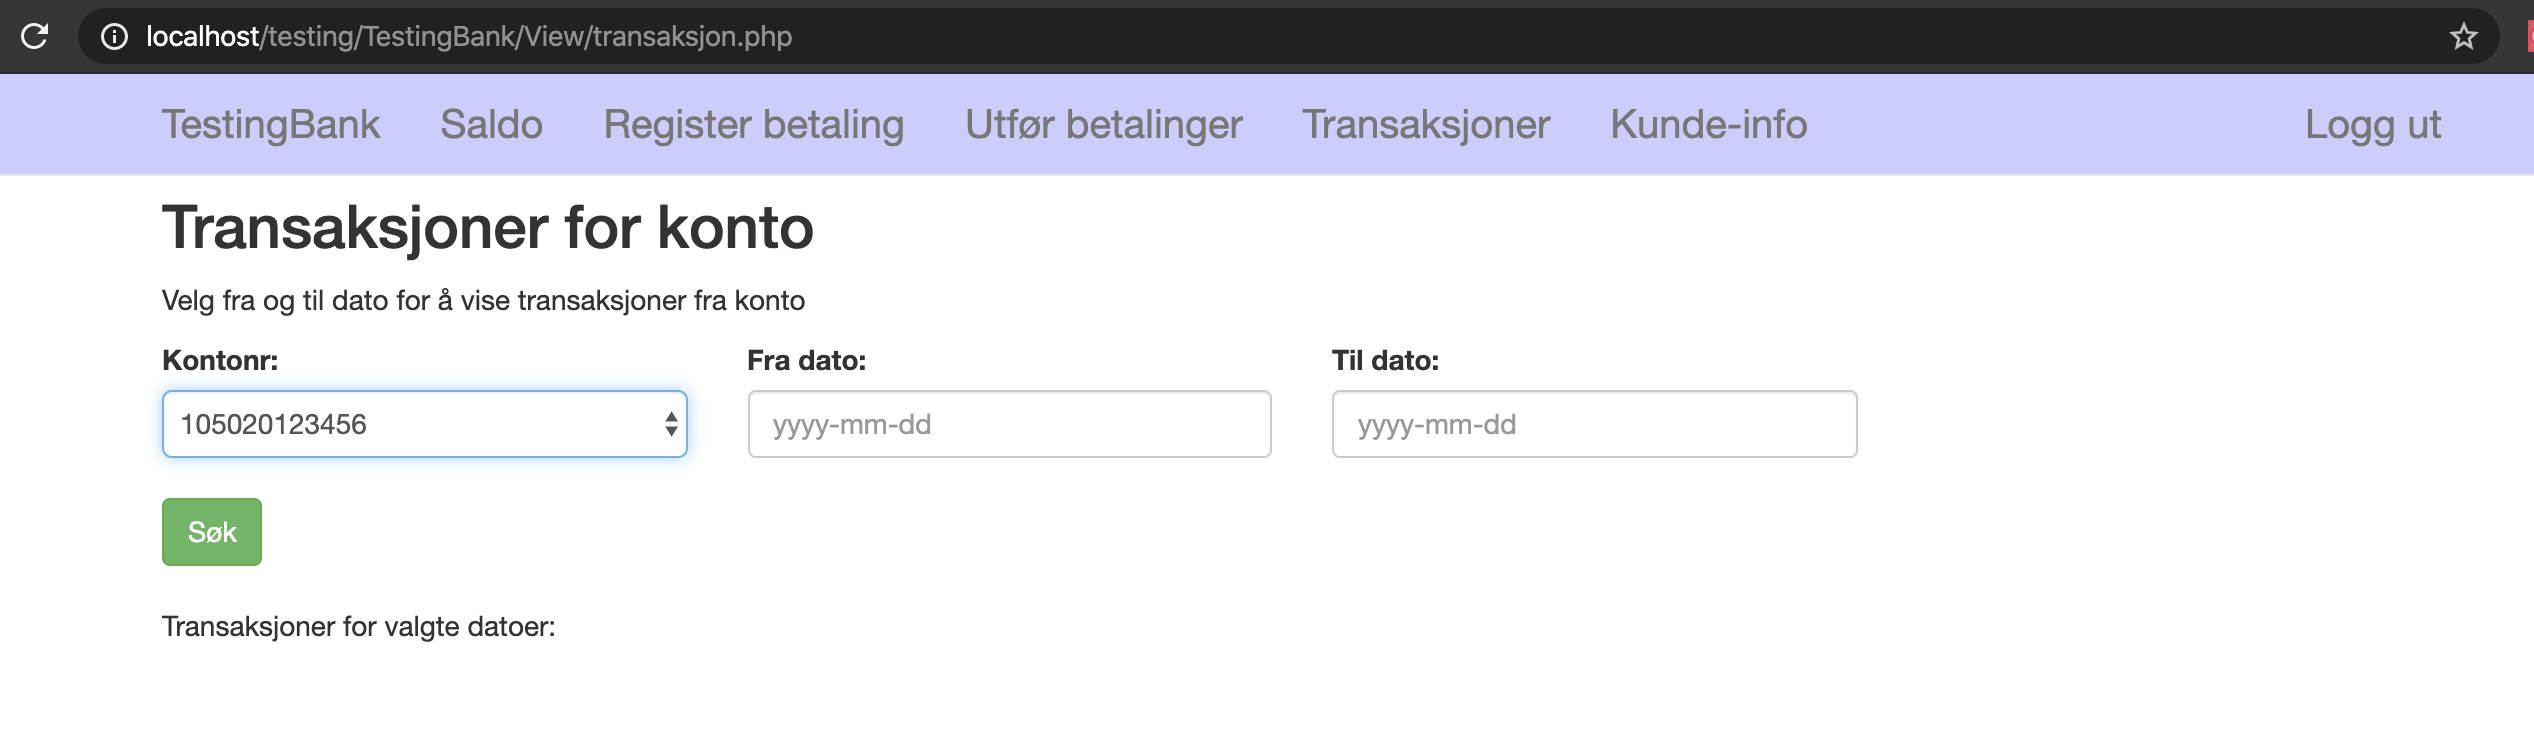 localhost/testing/TestingBank/View/transaksjon.php
TestingBank Saldo Register betaling Utfør betalinger Transaksjoner Kunde-info Logg ut
Transaksjoner for konto
Velg fra og til dato for å vise transaksjoner fra konto
Kontonr: Fra dato: Til dato:
105020123456 yyyy-mm-dd yyyy-mm-dd
Søk
Transaksjoner for valgte datoer: